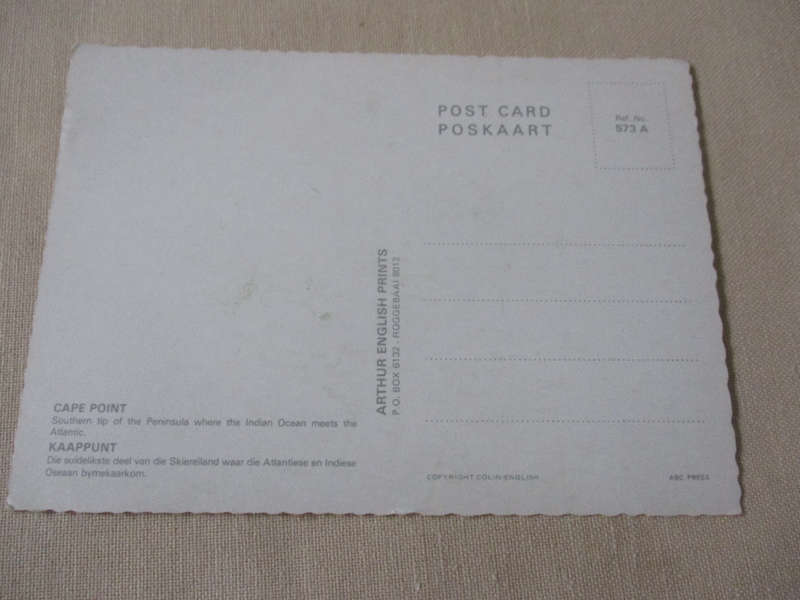 POST CARD
POSKAART
Ref. No.
573 A
ARTHUR ENGLISH PRINTS
P.O. BOX 6132 - ROGGEBAAI 8012
CAPE POINT
Southern tip of the Peninsula where the Indian Ocean meets the
Atlantic.
KAAPPUNT
Die suidelikste deel van die Skiereiland waar die Atlantiese en Indiese
Oseaan bymekaarkom.
COPYRIGHT COLIN ENGLISH
ABC PRESS